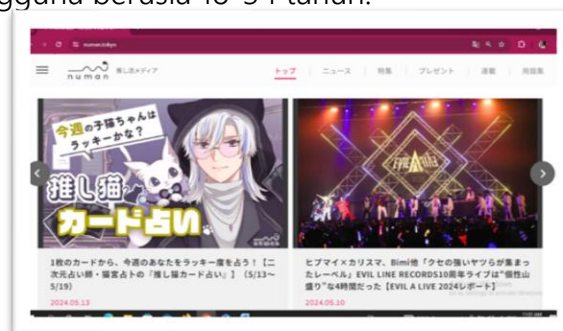 gguna berusia 18-34 tahun.
numan.tokyo
numan 推し活メディア トップ ニュース 特集 プレゼント 連載 用語集
今週の子猫ちゃんは
ラッキーかな？
推し猫
カード占い
EVIL A LIVE
1枚のカードから、今週のあなたをラッキー度を占う！【二
次元占い師・猫宮占トの『推し猫カード占い』】（5/13～
5/19）
2024.05.13
ヒプマイ×カリスマ、Bimi他「クセの強いヤツらが集まっ
たレーベル」EVIL LINE RECORDS10周年ライブは“個性山
盛り”な4時間だった【EVIL A LIVE 2024レポート】
2024.05.10